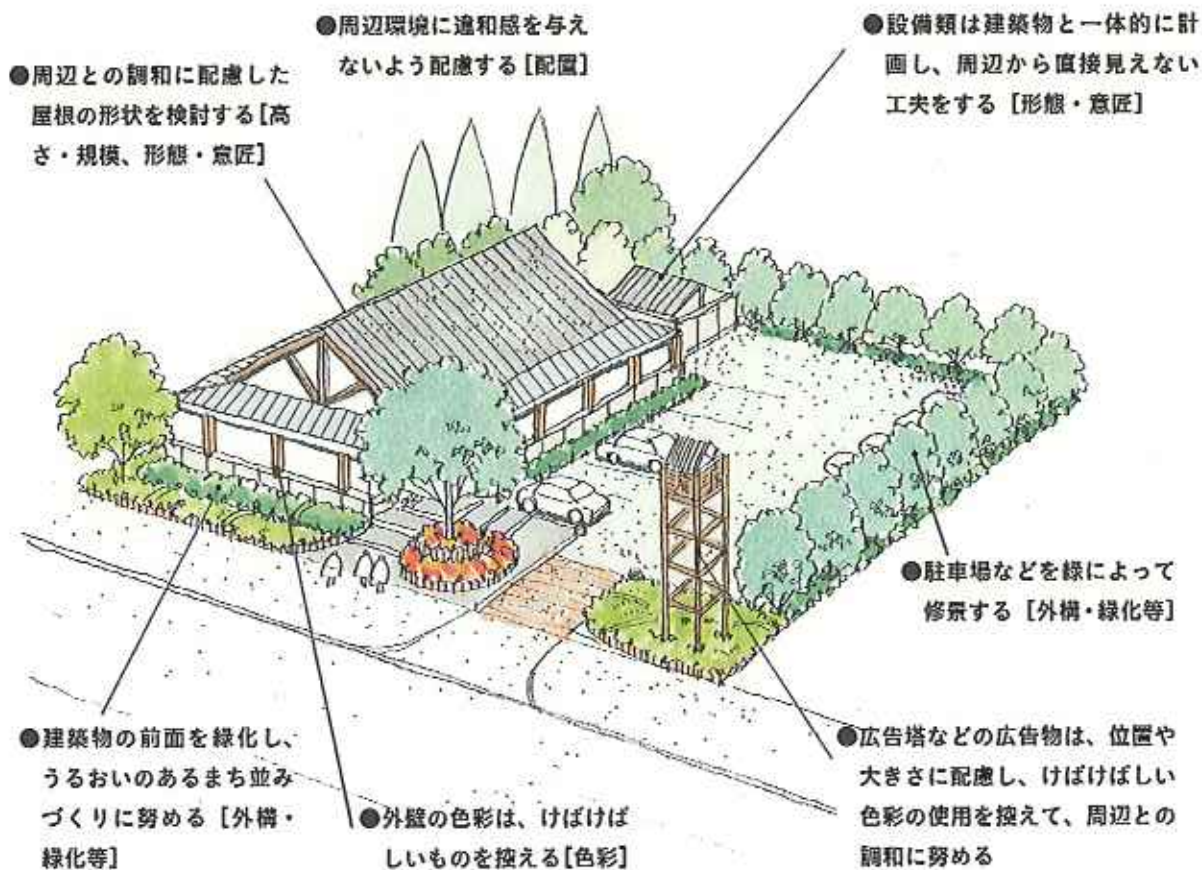 ●周辺環境に違和感を与え
ないよう配慮する[配置]
●設備類は建築物と一体的に計
画し、周辺から直接見えない
工夫をする [形態・意匠]
●周辺との調和に配慮した
屋根の形状を検討する[高
さ・規模、形態・意匠]
●駐車場などを緑によって
修景する [外構・緑化等]
●建築物の前面を緑化し、
うるおいのあるまち並み
づくりに努める [外構・
緑化等]
●外壁の色彩は、けばけば
しいものを控える[色彩]
●広告塔などの広告物は、位置や
大きさに配慮し、けばけばしい
色彩の使用を控えて、周辺との
調和に努める